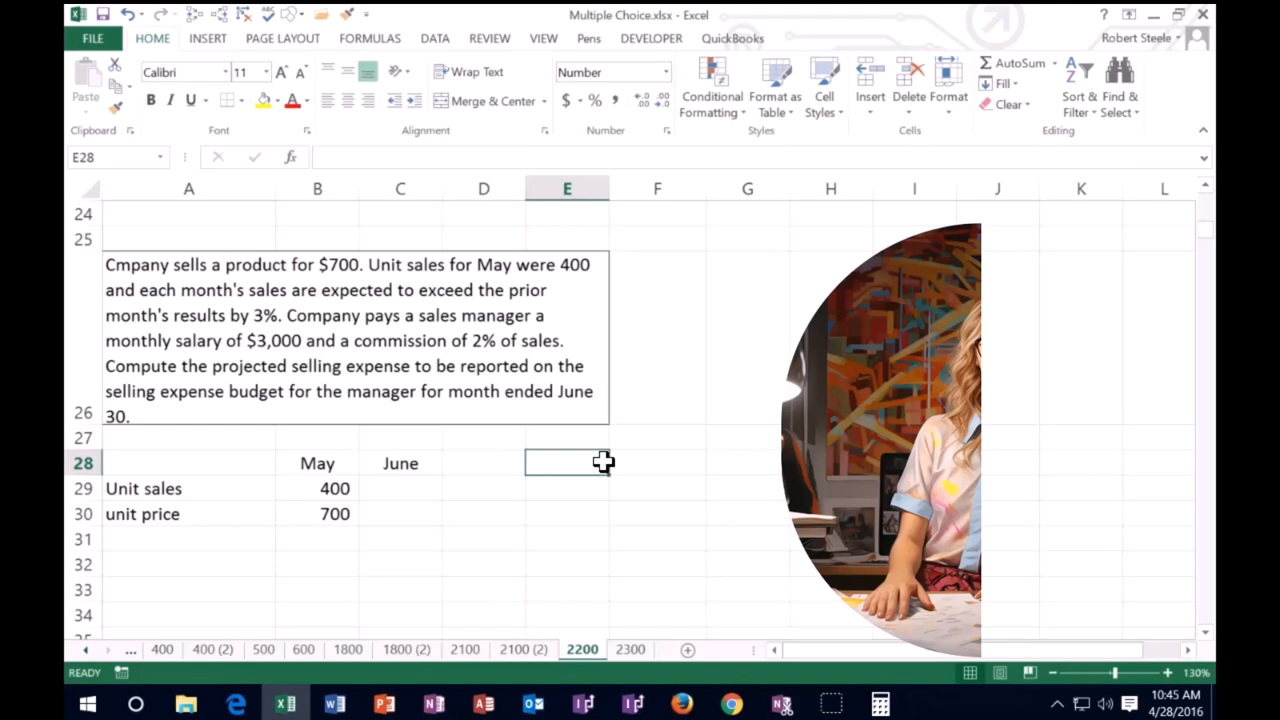 Multiple Choice.xlsx - Excel
FILE HOME INSERT PAGE LAYOUT FORMULAS DATA REVIEW VIEW Pens DEVELOPER QuickBooks Robert Steele
Paste
Calibri 11
B I U
Wrap Text
Merge & Center
Number
$ %
Conditional Formatting
Format as Table
Cell Styles
Insert Delete Format
AutoSum
Fill
Clear
Sort & Filter
Find & Select
Clipboard Font Alignment Number Styles Cells Editing
E28 fx
A B C D E F G H I J K L
24
25
Cmpany sells a product for $700. Unit sales for May were 400
and each month's sales are expected to exceed the prior
month's results by 3%. Company pays a sales manager a
monthly salary of $3,000 and a commission of 2% of sales.
Compute the projected selling expense to be reported on the
selling expense budget for the manager for month ended June
26 30.
27
28 May June
29 Unit sales 400
30 unit price 700
31
32
33
34
... 400 400 (2) 500 600 1800 1800 (2) 2100 2100 (2) 2200 2300
READY 130%
10:45 AM
4/28/2016